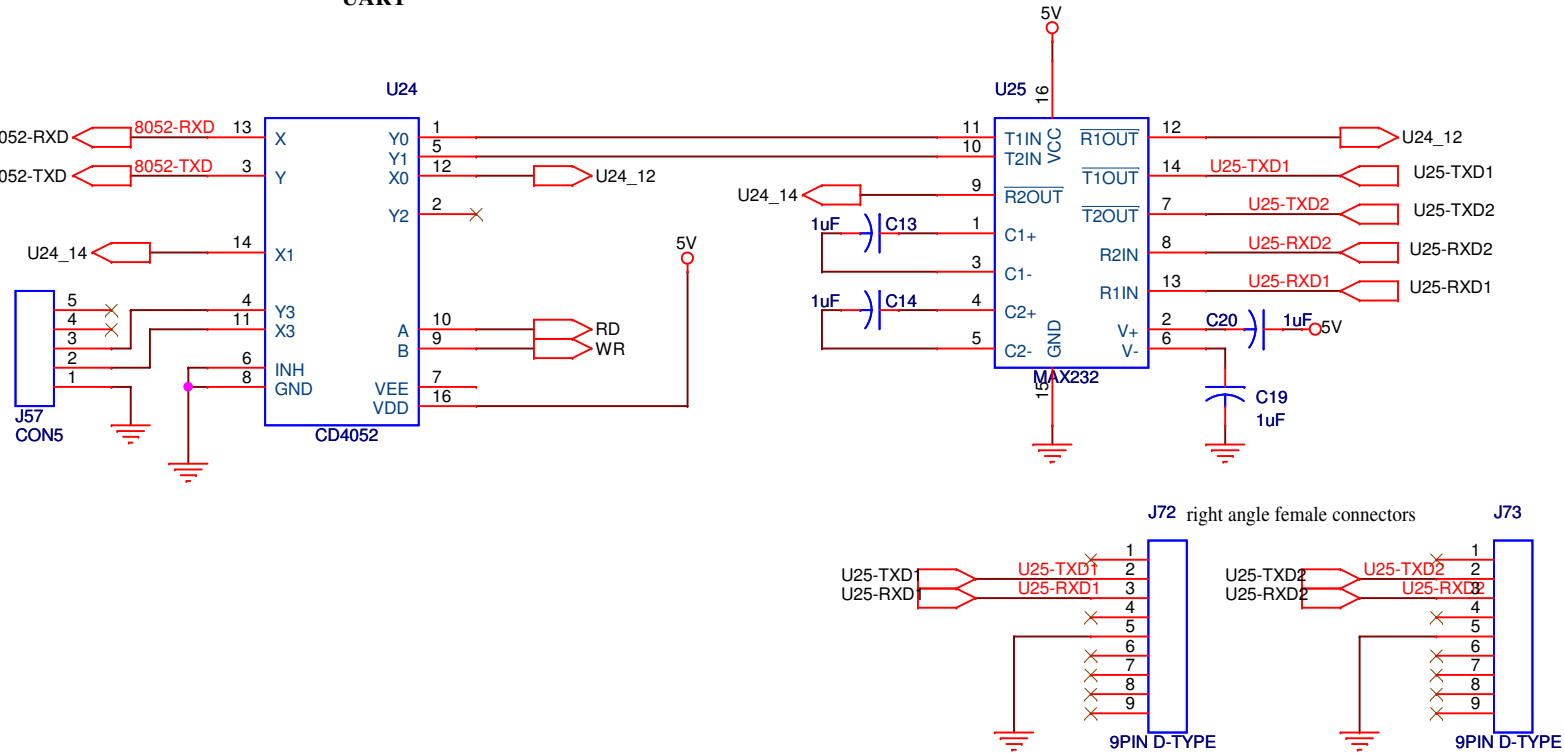 UART
U24
052-RXD
8052-RXD
13
X
Y0
1
052-TXD
8052-TXD
3
Y
Y1
5
X0
12
U24_12
Y2
2
U24_14
14
X1
5V
5
4
3
2
1
J57
CON5
4
Y3
11
X3
6
INH
8
GND
A
10
RD
B
9
WR
VEE
7
VDD
16
CD4052
5V
U25
16
VCC
11
T1IN
10
T2IN
U24_14
9
R2OUT
1uF
C13
1
C1+
3
C1-
1uF
C14
4
C2+
5
C2-
GND
15
MAX232
R1OUT
12
U24_12
T1OUT
14
U25-TXD1
U25-TXD1
T2OUT
7
U25-TXD2
U25-TXD2
R2IN
8
U25-RXD2
U25-RXD2
R1IN
13
U25-RXD1
U25-RXD1
V+
2
C20
1uF
5V
V-
6
C19
1uF
J72
right angle female connectors
J73
U25-TXD1
U25-RXD1
U25-TXD1
U25-RXD1
1
2
3
4
5
6
7
8
9
9PIN D-TYPE
U25-TXD2
U25-RXD2
U25-TXD2
U25-RXD2
1
2
3
4
5
6
7
8
9
9PIN D-TYPE